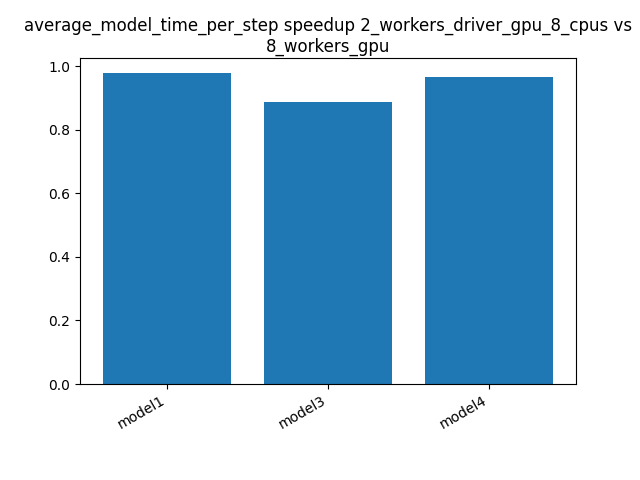 average_model_time_per_step speedup 2_workers_driver_gpu_8_cpus vs
8_workers_gpu
1.0
0.8
0.6
0.4
0.2
0.0
model1
model3
model4